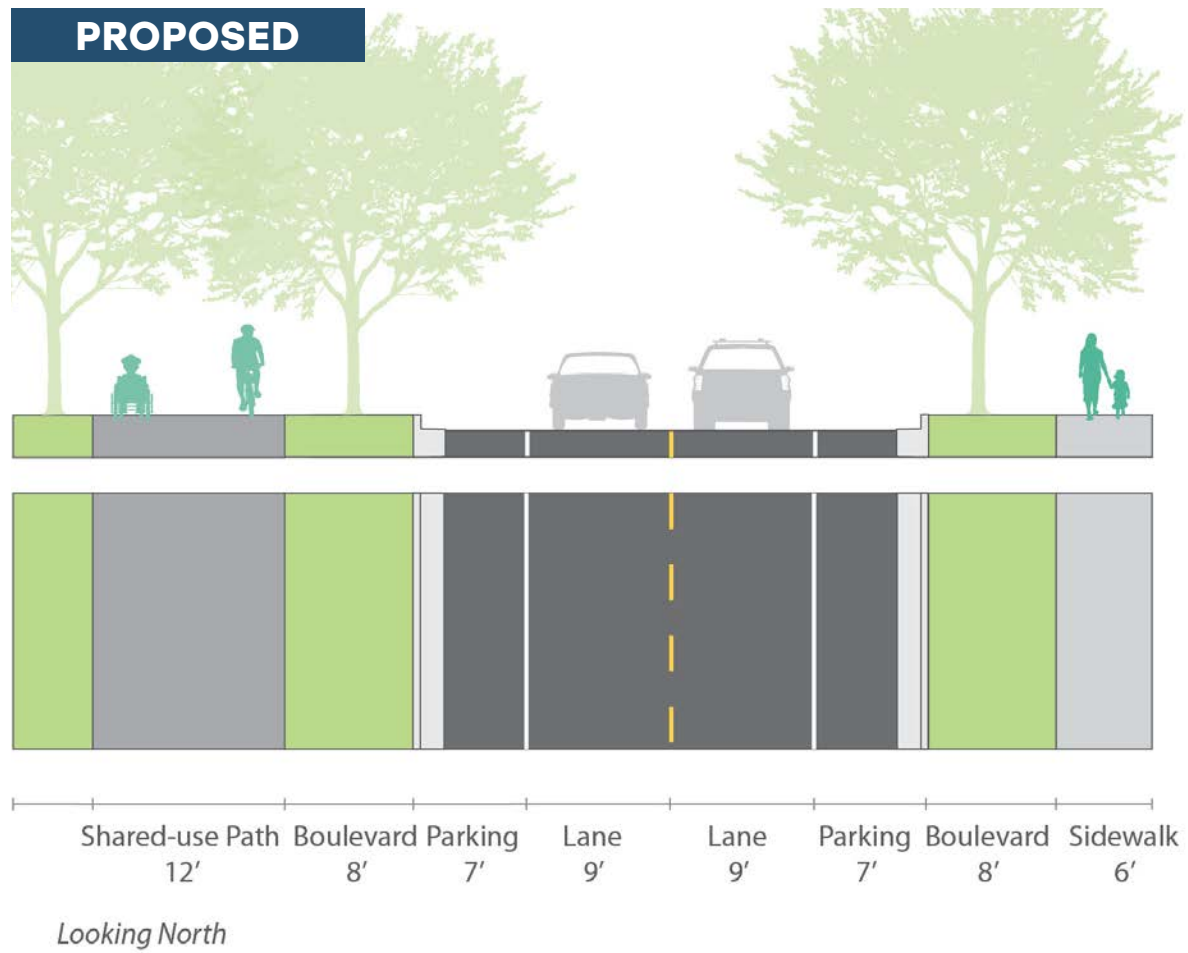 PROPOSED
Shared-use Path Boulevard Parking Lane Lane Parking Boulevard Sidewalk
12′ 8′ 7′ 9′ 9′ 7′ 8′ 6′
Looking North